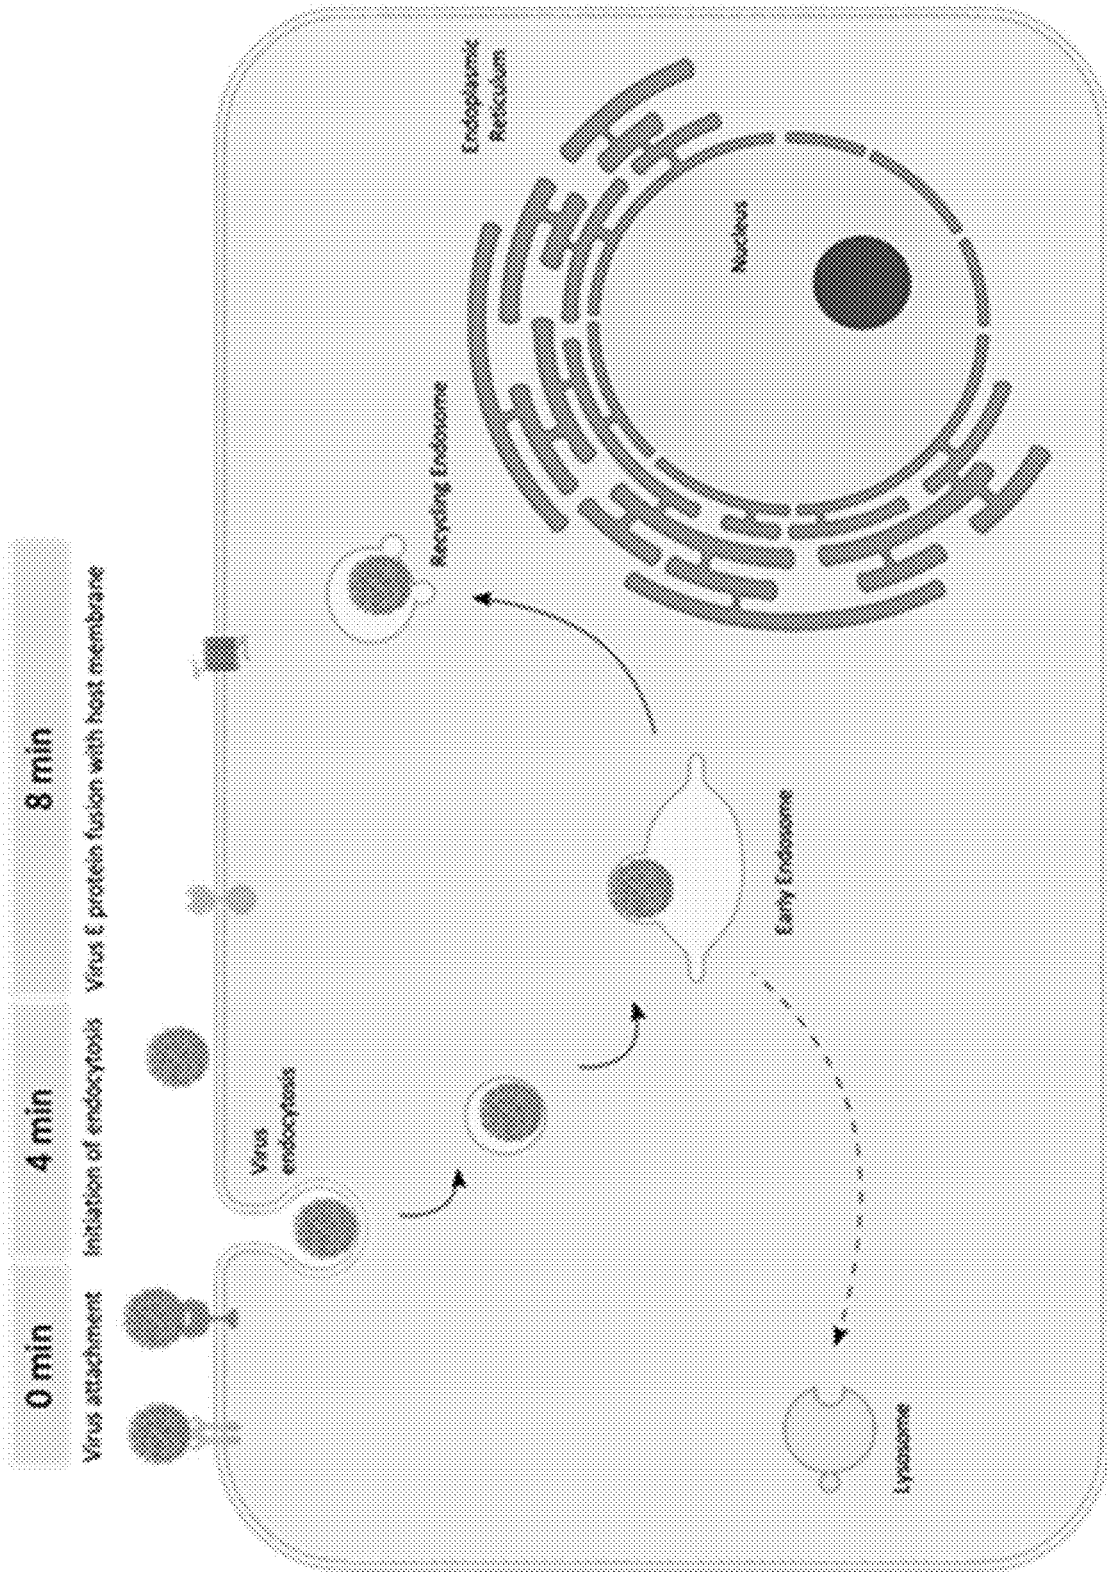 0 min
4 min
8 min
Virus attachment
Initiation of endocytosis
Virus E protein fusion with host membrane
Virus
endocytosis
Recycling Endosome
Endoplasmic
Reticulum
Nucleus
Early Endosome
Lysosome